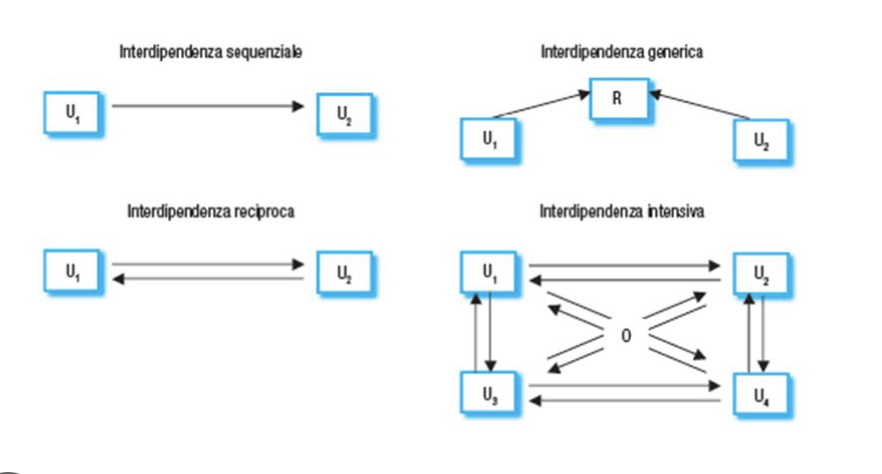 Interdipendenza sequenziale
U₁
U₂
Interdipendenza generica
R
U₁
U₂
Interdipendenza reciproca
U₁
U₂
Interdipendenza intensiva
U₁
U₂
O
U₃
U₄